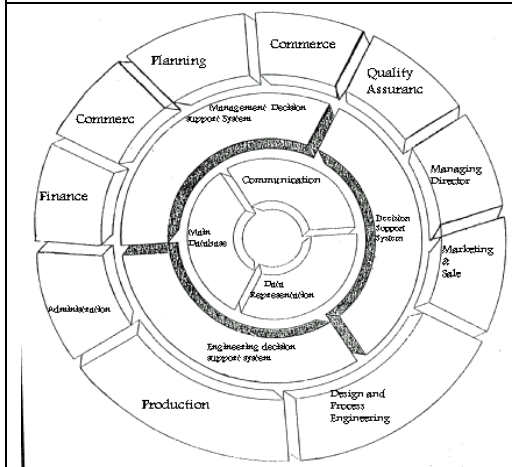 Commerce
Planning
Quality
Assuranc
Commerc
Management Decision
support System
Managing
Director
Communication
Finance
Decision
Support
System
Main
Database
Marketing
&
Sale
Data
Representation
Administration
Engineering decision
support system
Production
Design and
Process
Engineering